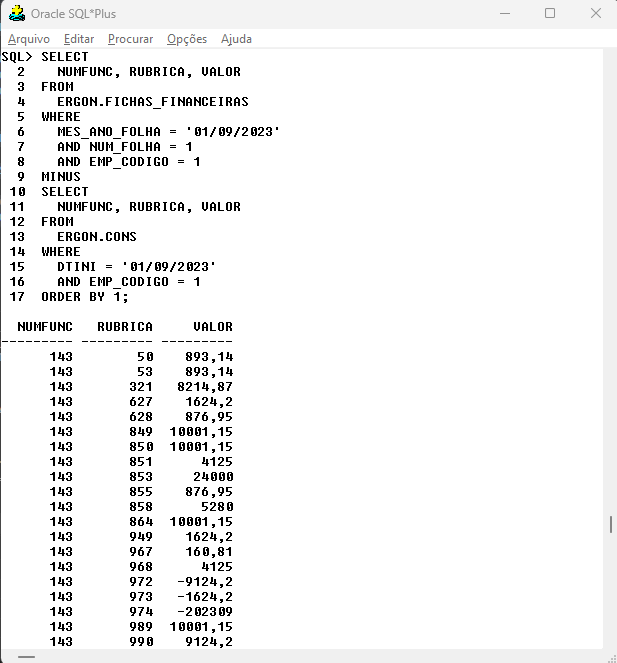 Oracle SQL*Plus
Arquivo Editar Procurar Opções Ajuda
SQL> SELECT
2 NUMFUNC, RUBRICA, VALOR
3 FROM
4 ERGON.FICHAS_FINANCEIRAS
5 WHERE
6 MES_ANO_FOLHA = '01/09/2023'
7 AND NUM_FOLHA = 1
8 AND EMP_CODIGO = 1
9 MINUS
10 SELECT
11 NUMFUNC, RUBRICA, VALOR
12 FROM
13 ERGON.CONS
14 WHERE
15 DTINI = '01/09/2023'
16 AND EMP_CODIGO = 1
17 ORDER BY 1;
NUMFUNC RUBRICA VALOR
--------- --------- ---------
143 50 893,14
143 53 893,14
143 321 8214,87
143 627 1624,2
143 628 876,95
143 849 10001,15
143 850 10001,15
143 851 4125
143 853 24000
143 855 876,95
143 858 5280
143 864 10001,15
143 949 1624,2
143 967 160,81
143 968 4125
143 972 -9124,2
143 973 -1624,2
143 974 -202309
143 989 10001,15
143 990 9124,2